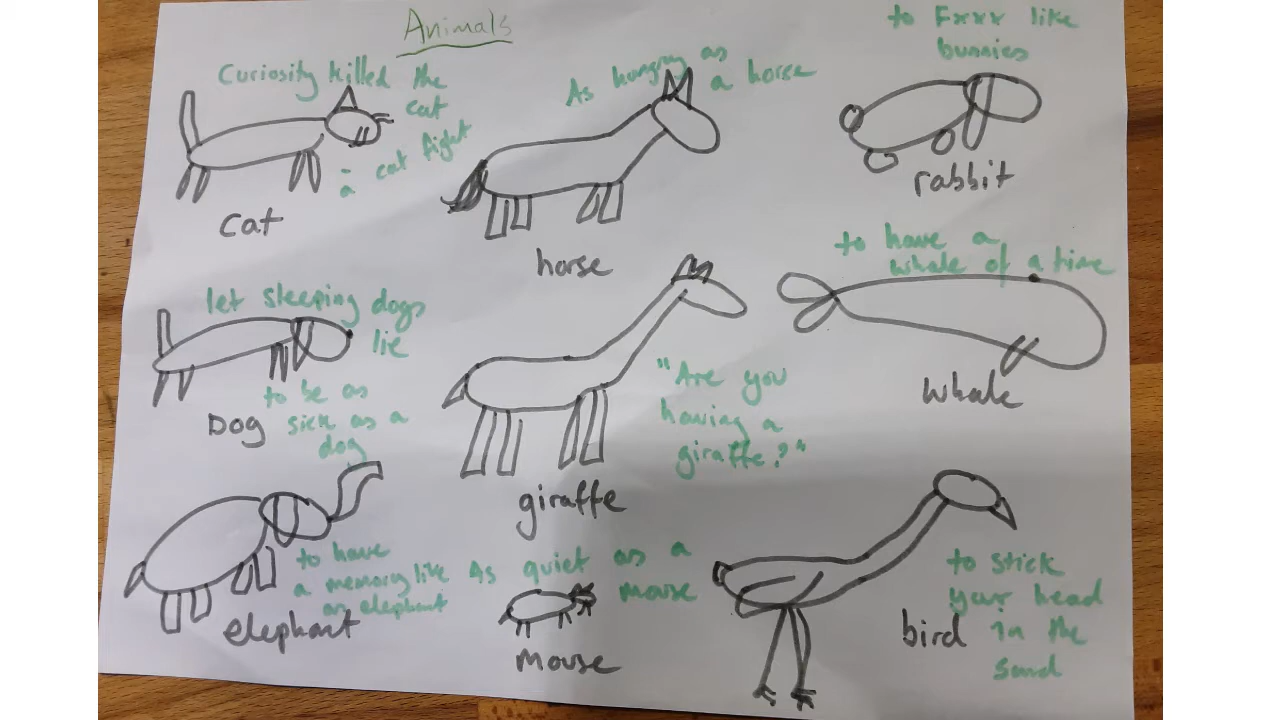 Animals
Curiosity killed the
cat
- a cat fight
cat
As hungry as
a horse
horse
to Fxxx like
bunnies
rabbit
let sleeping dogs
lie
to be as
sick as a
dog
Dog
"Are you
having a
giraffe?"
giraffe
to have a
whale of a time
whale
to have
a memory like
an elephant
elephant
As quiet as a
mouse
mouse
to stick
your head
in the
sand
bird